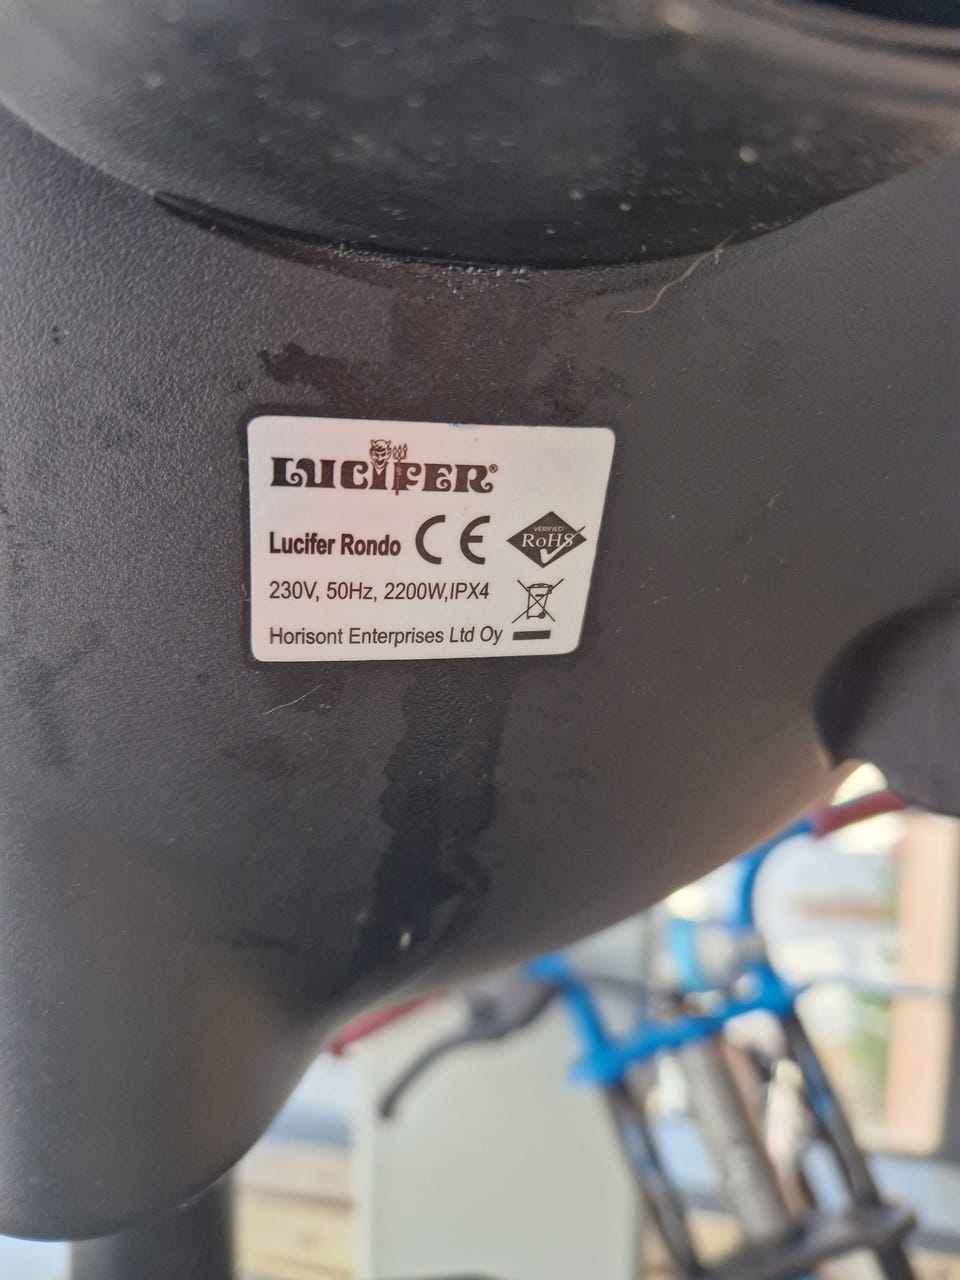 LUCIFER®
Lucifer Rondo CE
VERIFIED
RoHS
230V, 50Hz, 2200W,IPX4
Horisont Enterprises Ltd Oy